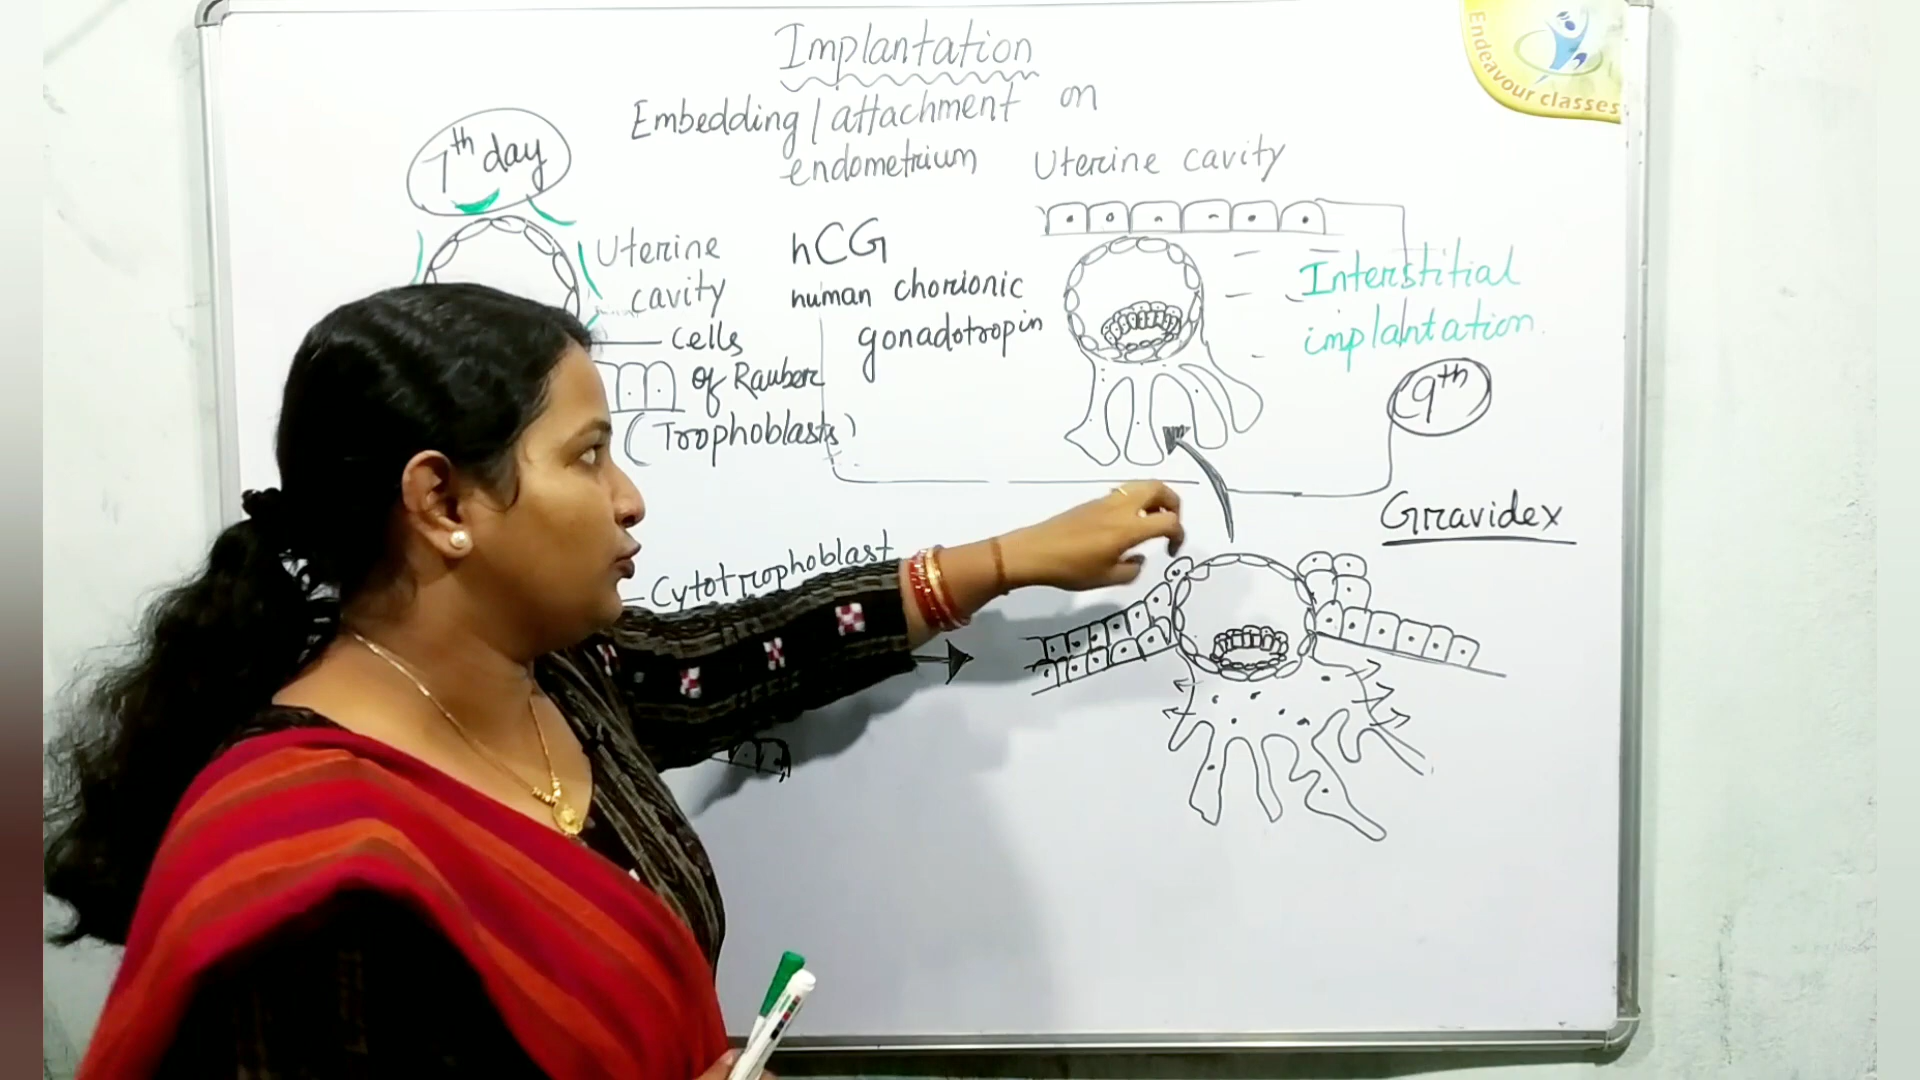 Implantation
Embedding/attachment on
endometrium
7th day
Uterine cavity
Uterine
cavity
hCG
human chorionic
gonadotropin
cells
of Rauber
(Trophoblasts)
Interstitial
implantation
9th
Gravidex
Cytotrophoblast
Endeavour classes